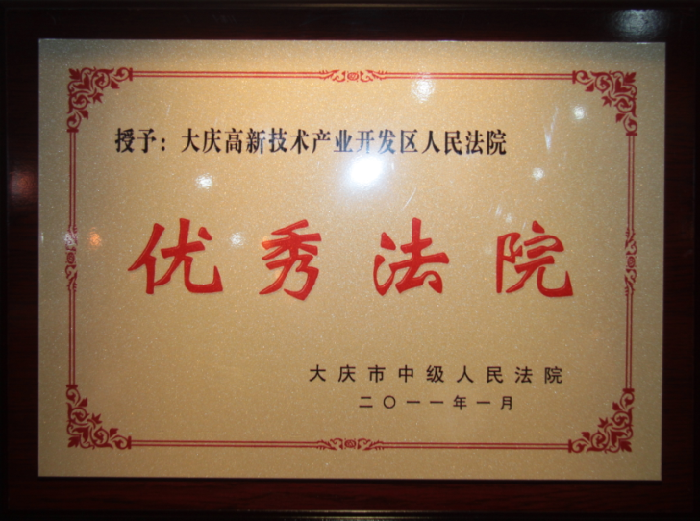 授予：大庆高新技术产业开发区人民法院
优秀法院
大庆市中级人民法院
二〇一一年一月